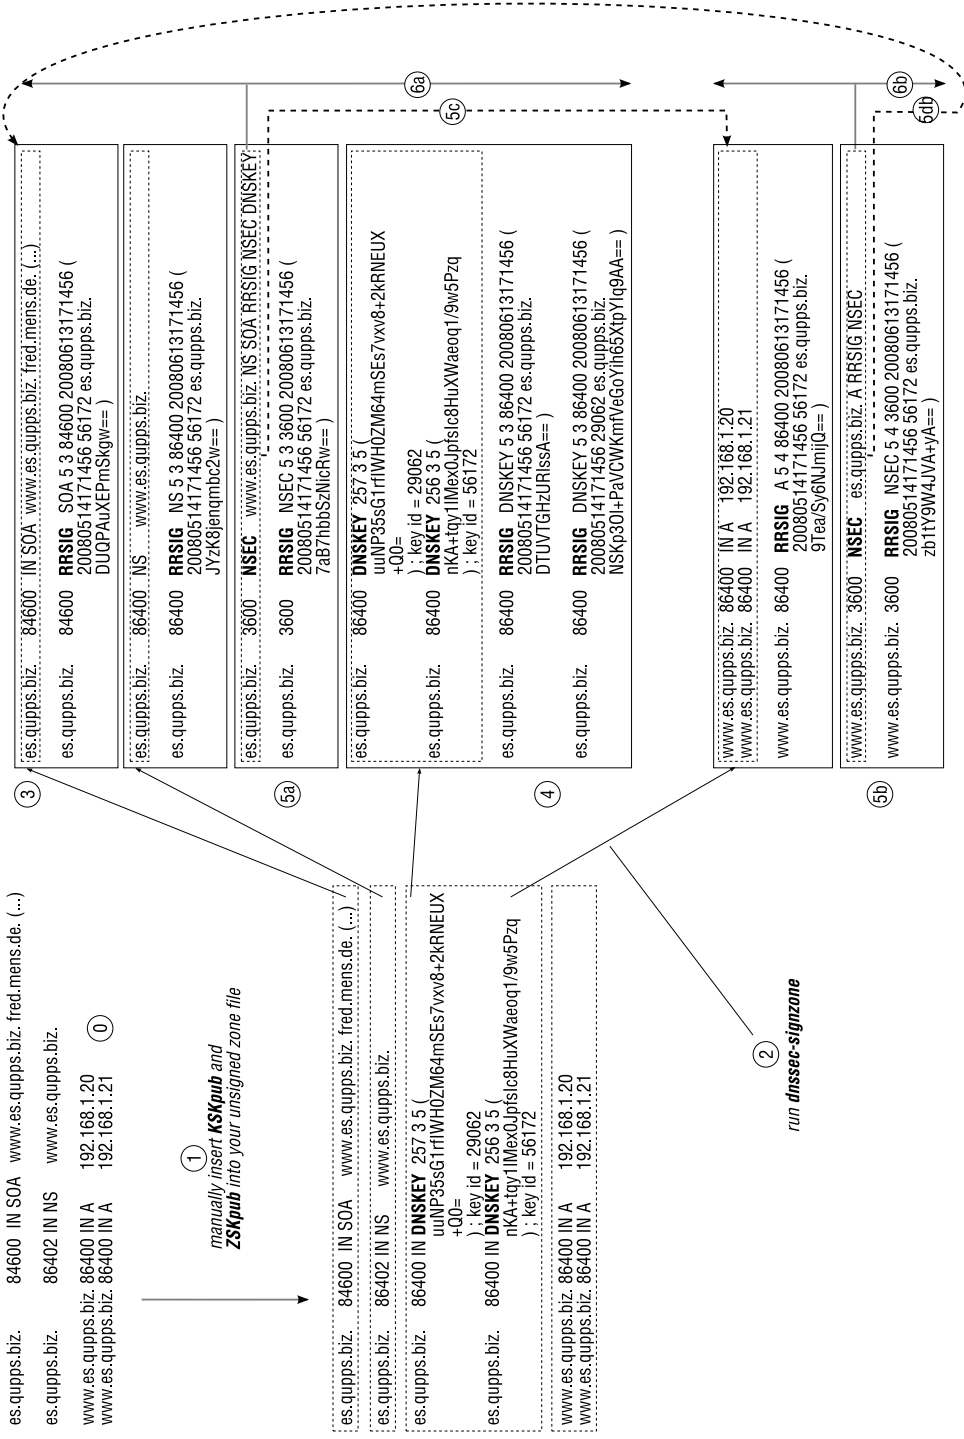 es.qupps.biz. 84600 IN SOA www.es.qupps.biz. fred.mens.de. (...)
es.qupps.biz. 86402 IN NS www.es.qupps.biz.
www.es.qupps.biz. 86400 IN A 192.168.1.20
www.es.qupps.biz. 86400 IN A 192.168.1.21
0
1
manually insert KSKpub and
ZSKpub into your unsigned zone file
es.qupps.biz. 84600 IN SOA www.es.qupps.biz. fred.mens.de. (...)
es.qupps.biz. 86402 IN NS www.es.qupps.biz.
es.qupps.biz. 86400 IN DNSKEY 257 3 5 (
uuNP35sG1rfIWH0ZM64mSEs7vxv8+2kRNEUX
+Q0=
) ; key id = 29062
es.qupps.biz. 86400 IN DNSKEY 256 3 5 (
nKA+tqy1IMex0Jpfslc8HuXWaeoq1/9w5Pzq
) ; key id = 56172
www.es.qupps.biz. 86400 IN A 192.168.1.20
www.es.qupps.biz. 86400 IN A 192.168.1.21
2
run dnssec-signzone
3
es.qupps.biz. 84600 IN SOA www.es.qupps.biz. fred.mens.de. (...)
es.qupps.biz. 84600 RRSIG SOA 5 3 84600 20080613171456 (
20080514171456 56172 es.qupps.biz.
DUQPAuXEPmSkgw== )
es.qupps.biz. 86400 NS www.es.qupps.biz.
es.qupps.biz. 86400 RRSIG NS 5 3 86400 20080613171456 (
20080514171456 56172 es.qupps.biz.
JYzK8jenqmbc2w== )
5a
es.qupps.biz. 3600 NSEC www.es.qupps.biz. NS SOA RRSIG NSEC DNSKEY
es.qupps.biz. 3600 RRSIG NSEC 5 3 3600 20080613171456 (
20080514171456 56172 es.qupps.biz.
7aB7hbbSzNicRw== )
4
es.qupps.biz. 86400 DNSKEY 257 3 5 (
uuNP35sG1rfIWH0ZM64mSEs7vxv8+2kRNEUX
+Q0=
) ; key id = 29062
es.qupps.biz. 86400 DNSKEY 256 3 5 (
nKA+tqy1IMex0Jpfslc8HuXWaeoq1/9w5Pzq
) ; key id = 56172
es.qupps.biz. 86400 RRSIG DNSKEY 5 3 86400 20080613171456 (
20080514171456 56172 es.qupps.biz.
DTUVTGHzURIssA== )
es.qupps.biz. 86400 RRSIG DNSKEY 5 3 86400 20080613171456 (
20080514171456 29062 es.qupps.biz.
NSKp3OI+PaVCWKmfVeGoYih65XtpYIq9AA== )
www.es.qupps.biz. 86400 IN A 192.168.1.20
www.es.qupps.biz. 86400 IN A 192.168.1.21
www.es.qupps.biz. 86400 RRSIG A 5 4 86400 20080613171456 (
20080514171456 56172 es.qupps.biz.
9Tea/Sy6NJmijQ== )
5b
www.es.qupps.biz. 3600 NSEC es.qupps.biz. A RRSIG NSEC
www.es.qupps.biz. 3600 RRSIG NSEC 5 4 3600 20080613171456 (
20080514171456 56172 es.qupps.biz.
zb1tY9W4JVA+yA== )
6a
5c
6b
5db